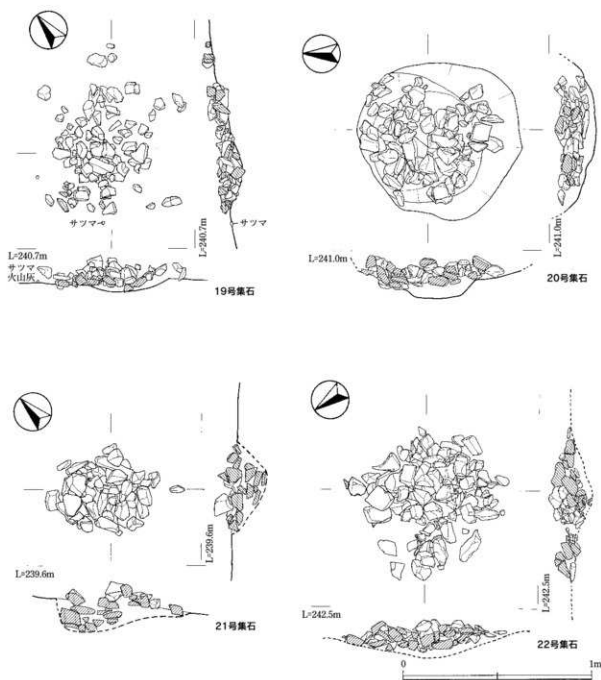 サツマ
L=240.7m
サツマ
火山灰
L=240.7m
サツマ
19号集石
L=241.0m
L=241.0m
20号集石
L=239.6m
L=239.6m
21号集石
L=242.5m
L=242.5m
22号集石
0 1m